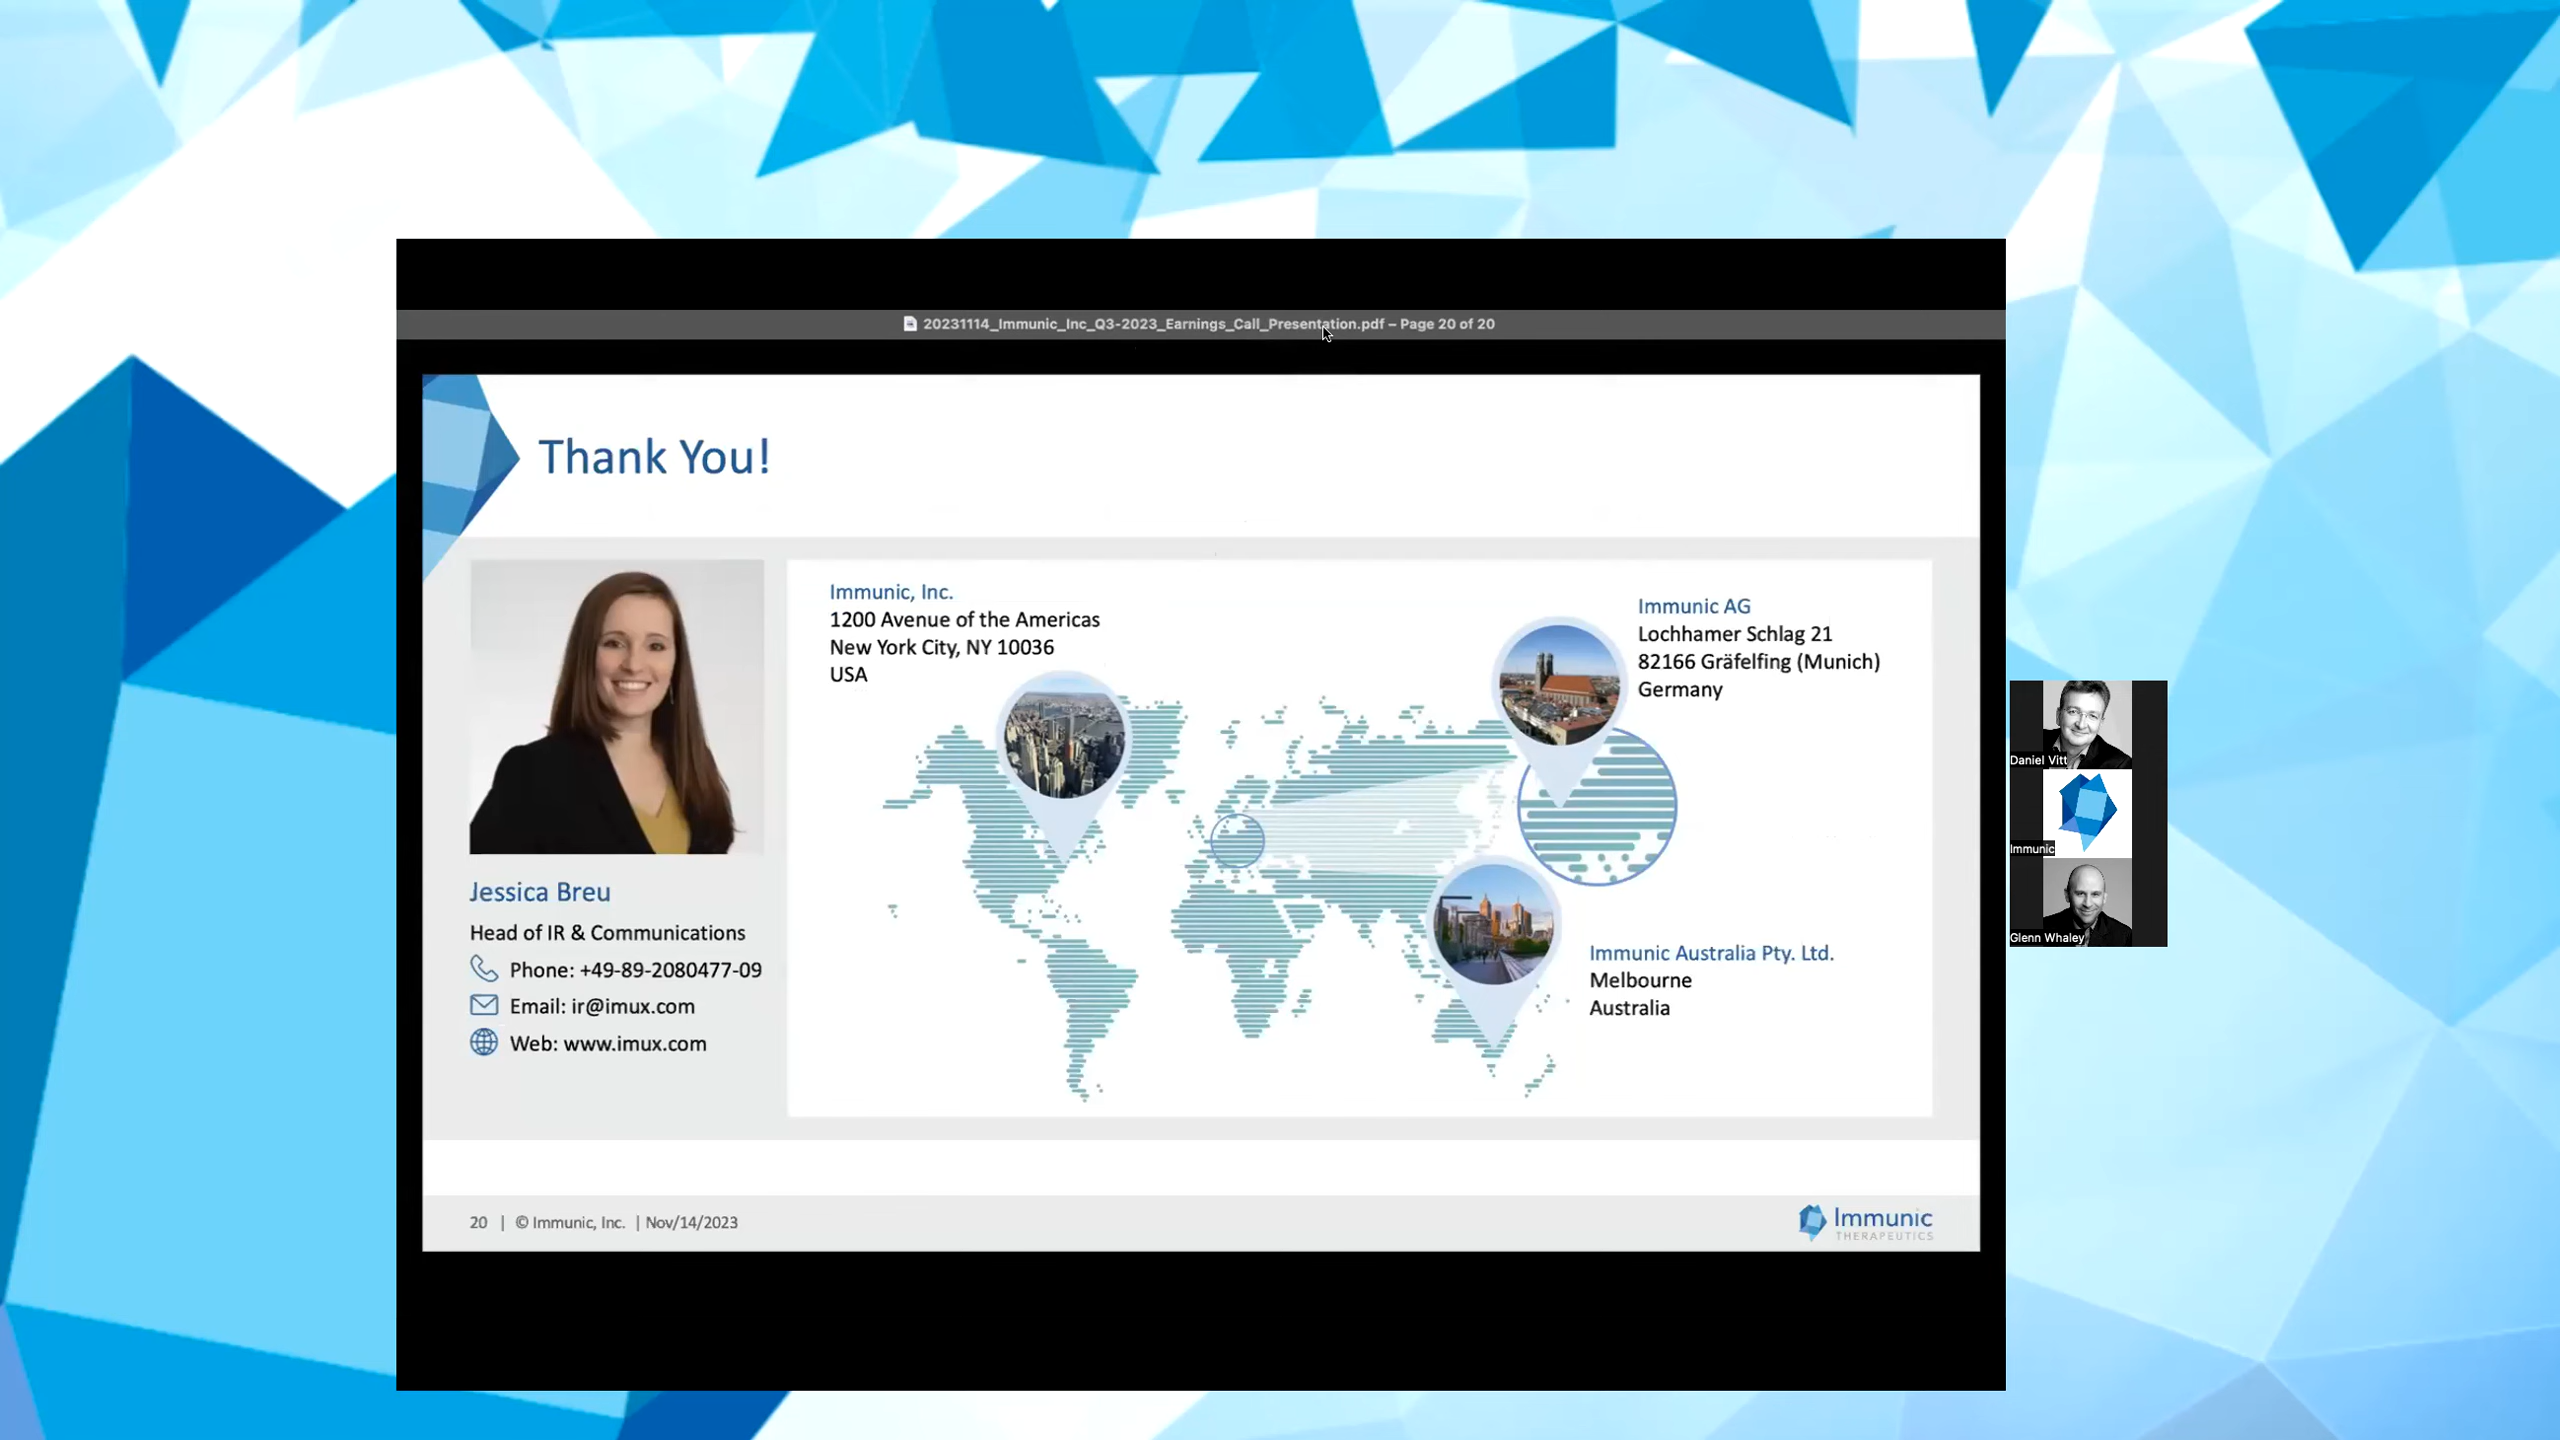 20231114_Immunic_Inc_Q3-2023_Earnings_Call_Presentation.pdf – Page 20 of 20
Thank You!
Immunic, Inc.
1200 Avenue of the Americas
New York City, NY 10036
USA
Immunic AG
Lochhamer Schlag 21
82166 Gräfelfing (Munich)
Germany
Immunic Australia Pty. Ltd.
Melbourne
Australia
Jessica Breu
Head of IR & Communications
Phone: +49-89-2080477-09
Email: ir@imux.com
Web: www.imux.com
20 | © Immunic, Inc. | Nov/14/2023
Immunic
THERAPEUTICS
Daniel Vitt
Immunic
Glenn Whaley